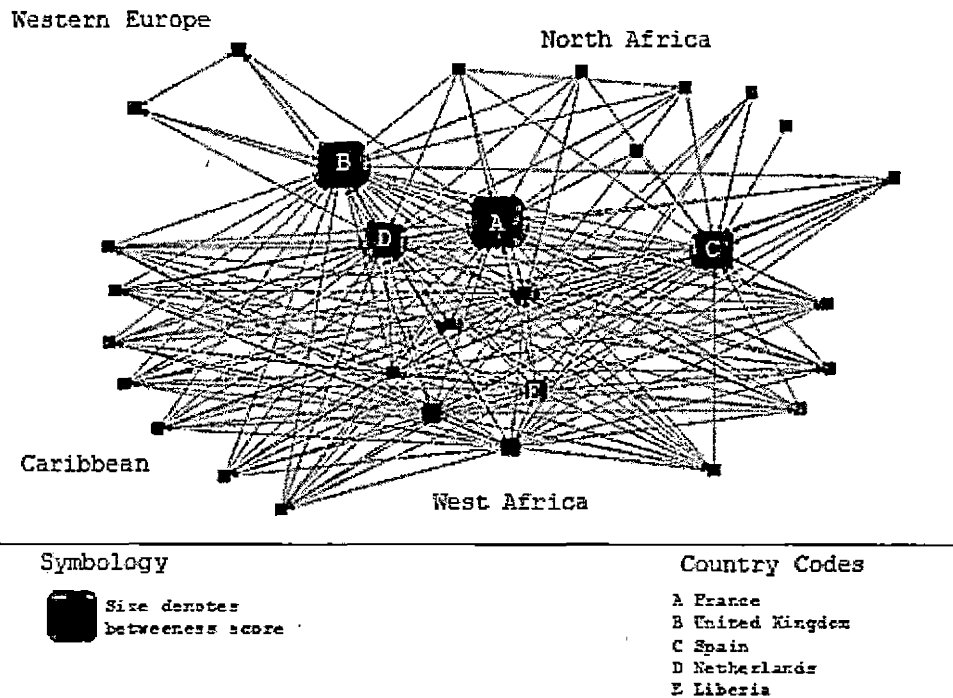 Western Europe
North Africa
B
A
D
C
E
Caribbean
West Africa
Symbology
Size denotes
betweeness score
Country Codes
A France
B United Kingdom
C Spain
D Netherlands
E Liberia